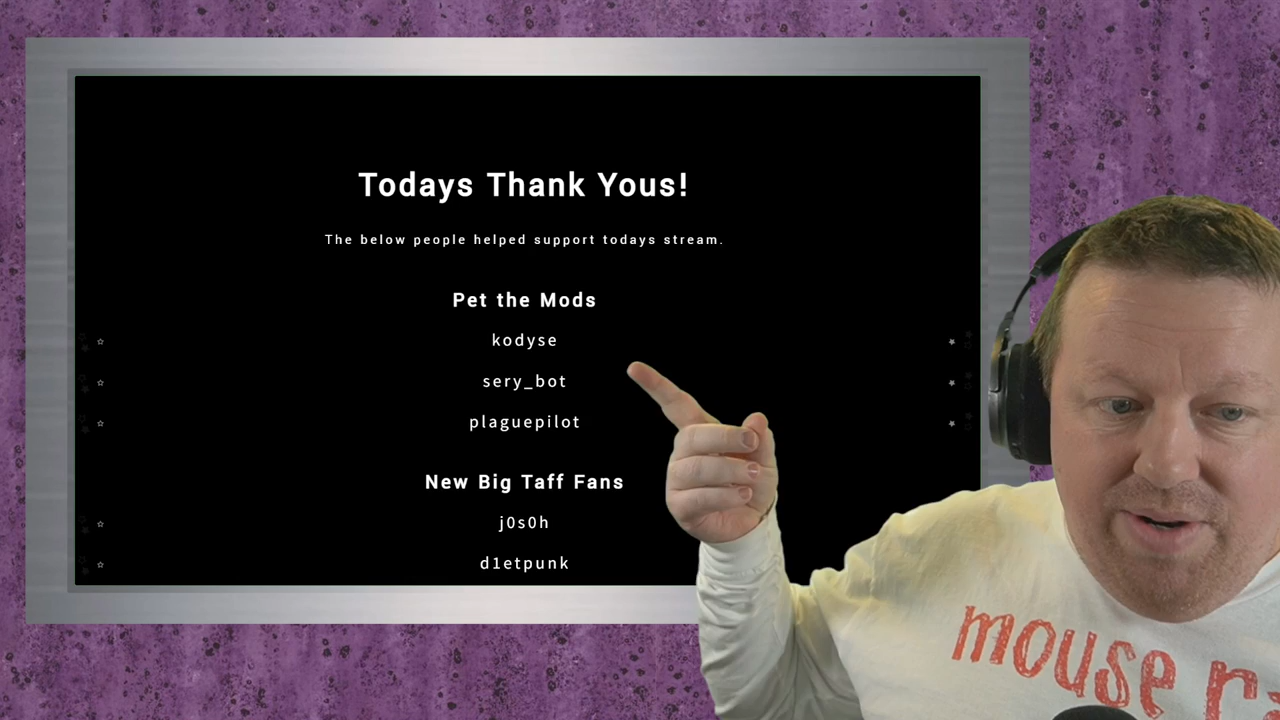 Todays Thank Yous!
The below people helped support todays stream.
Pet the Mods
kodyse
sery_bot
plaguepilot
New Big Taff Fans
j0s0h
d1etpunk
mouse